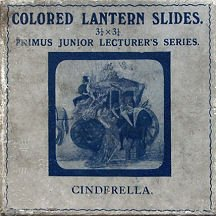 COLORED LANTERN SLIDES.
3¼ × 3¼
PRIMUS JUNIOR LECTURER'S SERIES.
CINDERELLA.